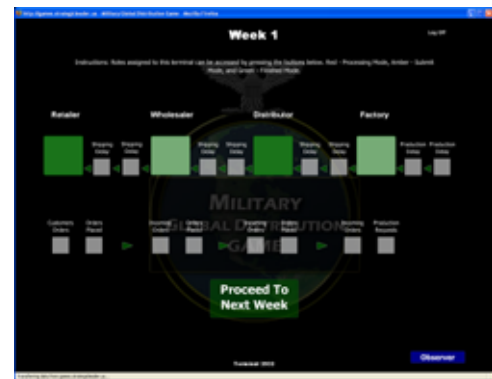 Week 1
Log Off
Instructions: Roles assigned to this terminal can be accessed by pressing the buttons below. Red - Processing Mode, Amber - Submit
Mode, and Green - Finished Mode.
Retailer Wholesaler Distributor Factory
Shipping Delay Shipping Delay Shipping Delay Shipping Delay Shipping Delay Shipping Delay Production Delay Production Delay
MILITARY
GLOBAL DISTRIBUTION
GAME
Customers Orders Orders Placed Incoming Orders Orders Placed Incoming Orders Orders Placed Incoming Orders Production Requests
Proceed To
Next Week
Observer